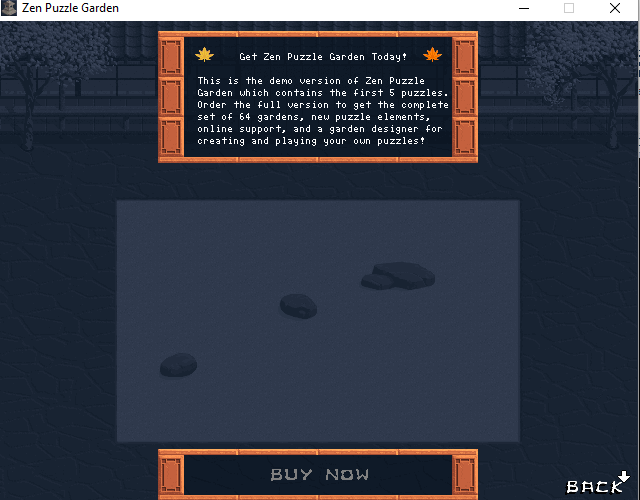 Zen Puzzle Garden
Get Zen Puzzle Garden Today!
This is the demo version of Zen Puzzle
Garden which contains the first 5 puzzles.
Order the full version to get the complete
set of 64 gardens, new puzzle elements,
online support, and a garden designer for
creating and playing your own puzzles!
BUY NOW
BACK